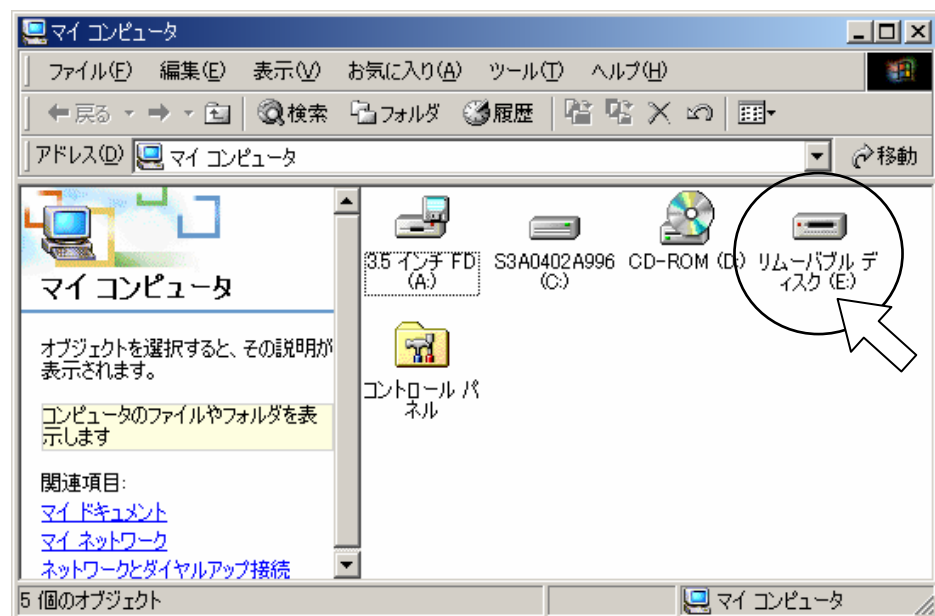 マイ コンピュータ
ファイル(F) 編集(E) 表示(V) お気に入り(A) ツール(T) ヘルプ(H)
戻る 検索 フォルダ 履歴
アドレス(D) マイ コンピュータ 移動
マイ コンピュータ
オブジェクトを選択すると、その説明が
表示されます。
コンピュータのファイルやフォルダを表
示します
関連項目:
マイ ドキュメント
マイ ネットワーク
ネットワークとダイヤルアップ接続
3.5 インチ FD
(A:)
S3A0402A996
(C:)
CD-ROM (D:)
リムーバブル デ
ィスク (E:)
コントロール パ
ネル
5 個のオブジェクト
マイ コンピュータ